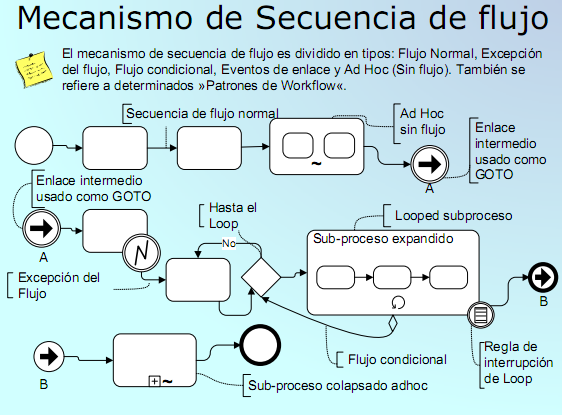 Mecanismo de Secuencia de flujo
El mecanismo de secuencia de flujo es dividido en tipos: Flujo Normal, Excepción
del flujo, Flujo condicional, Eventos de enlace y Ad Hoc (Sin flujo). También se
refiere a determinados »Patrones de Workflow«.
Secuencia de flujo normal
Ad Hoc
sin flujo
Enlace
intermedio
usado como
GOTO
~
A
Enlace intermedio
usado como GOTO
A
Excepción del
Flujo
Hasta el
Loop
No
Looped subproceso
Sub-proceso expandido
B
Regla de
interrupción
de Loop
Flujo condicional
B
+ ~
Sub-proceso colapsado adhoc